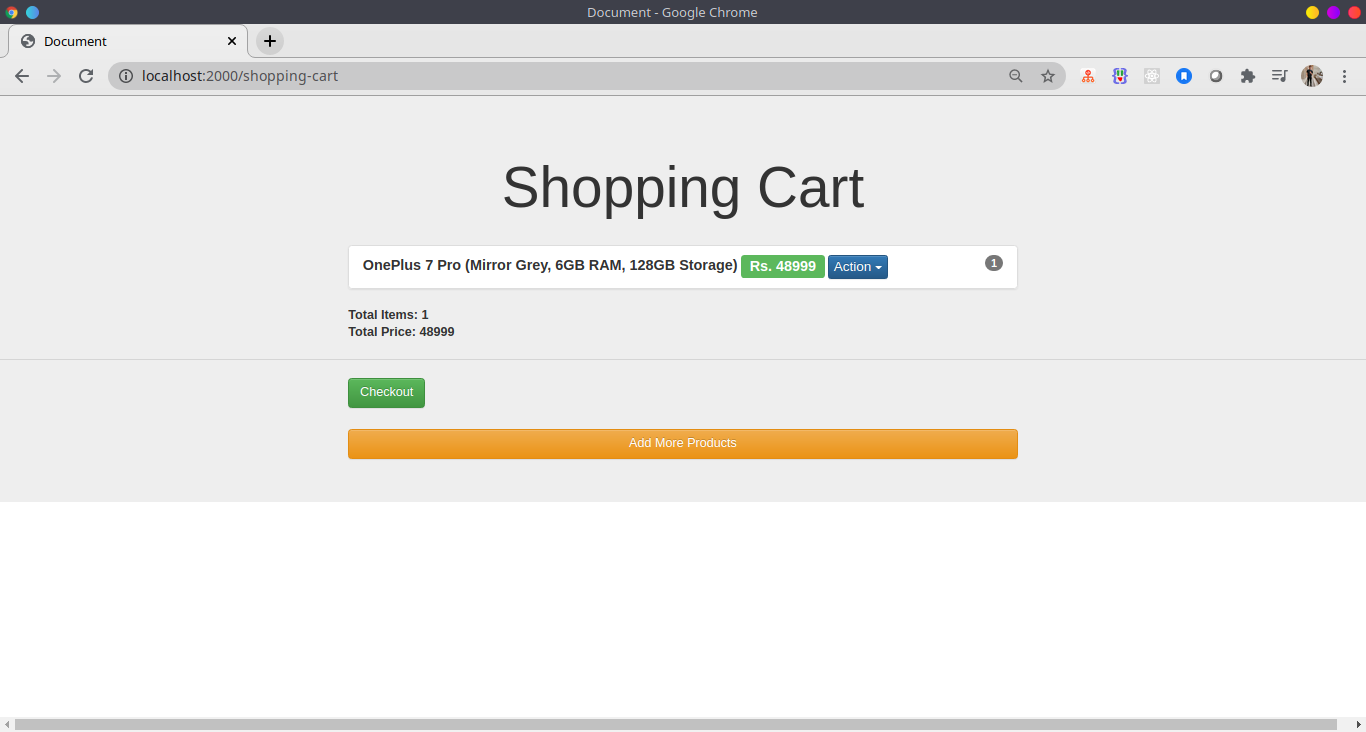 Document - Google Chrome
Document
localhost:2000/shopping-cart
Shopping Cart
OnePlus 7 Pro (Mirror Grey, 6GB RAM, 128GB Storage) Rs. 48999 Action 1
Total Items: 1
Total Price: 48999
Checkout
Add More Products